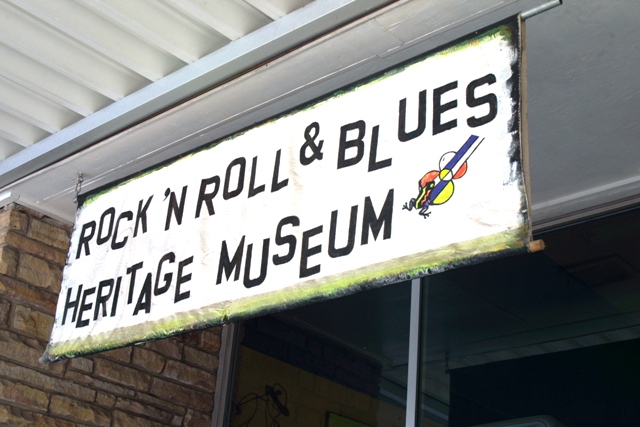 ROCK 'N ROLL & BLUES
HERITAGE MUSEUM